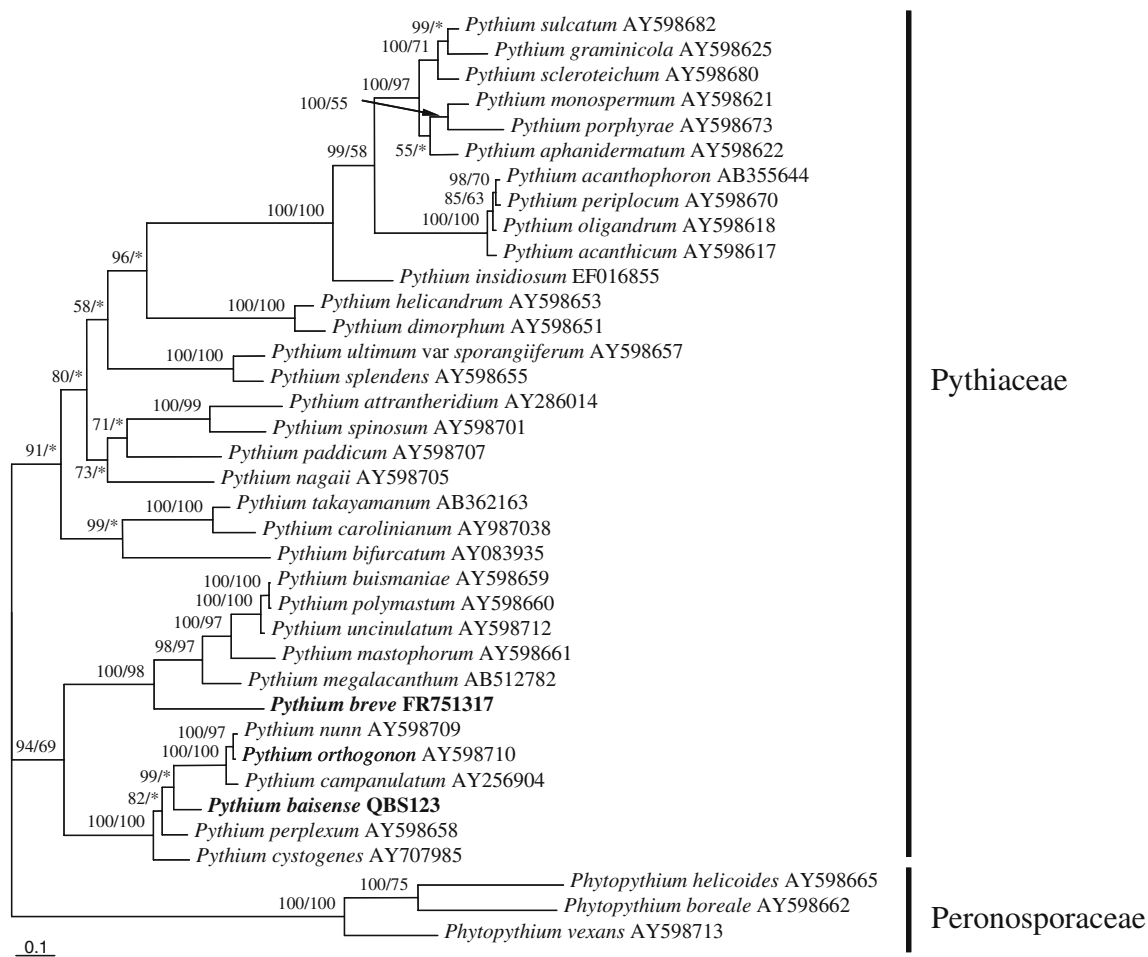 99/*
Pythium sulcatum AY598682
100/71
Pythium graminicola AY598625
Pythium scleroteichum AY598680
100/97
100/55
Pythium monospermum AY598621
Pythium porphyrae AY598673
55/*
Pythium aphanidermatum AY598622
99/58
98/70
Pythium acanthophoron AB355644
85/63
Pythium periplocum AY598670
100/100
Pythium oligandrum AY598618
Pythium acanthicum AY598617
100/100
Pythium insidiosum EF016855
96/*
100/100
Pythium helicandrum AY598653
Pythium dimorphum AY598651
58/*
100/100
Pythium ultimum var sporangiiferum AY598657
Pythium splendens AY598655
80/*
100/99
Pythium attrantheridium AY286014
Pythium spinosum AY598701
71/*
Pythium paddicum AY598707
73/*
Pythium nagaii AY598705
91/*
100/100
Pythium takayamanum AB362163
Pythium carolinianum AY987038
99/*
Pythium bifurcatum AY083935
100/100
Pythium buismaniae AY598659
100/100
Pythium polymastum AY598660
Pythium uncinulatum AY598712
100/97
Pythium mastophorum AY598661
98/97
Pythium megalacanthum AB512782
100/98
Pythium breve FR751317
94/69
100/97
Pythium nunn AY598709
100/100
Pythium orthogonon AY598710
Pythium campanulatum AY256904
99/*
Pythium baisense QBS123
82/*
Pythium perplexum AY598658
100/100
Pythium cystogenes AY707985
Pythiaceae
100/75
Phytopythium helicoides AY598665
Phytopythium boreale AY598662
100/100
Phytopythium vexans AY598713
Peronosporaceae
0.1